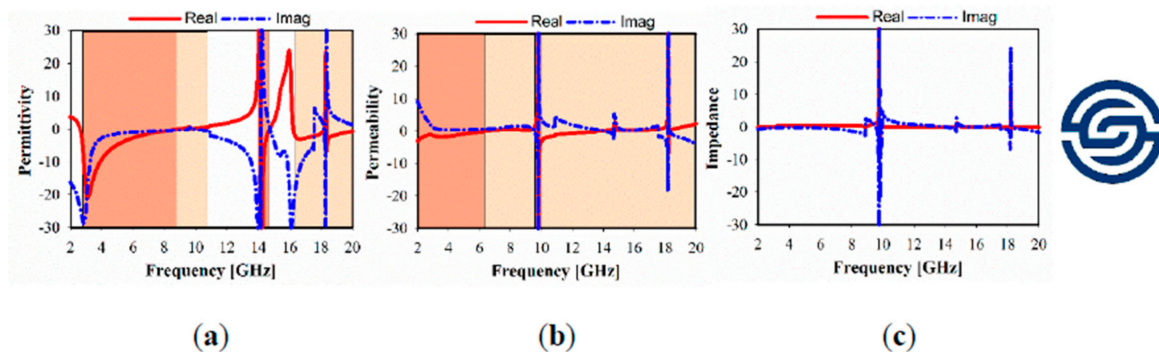 Real Imag
30
20
10
0
-10
-20
-30
Permittivity
2 4 6 8 10 12 14 16 18 20
Frequency [GHz]
(a)
Real Imag
30
20
10
0
-10
-20
-30
Permeability
2 4 6 8 10 12 14 16 18 20
Frequency [GHz]
(b)
Real Imag
30
20
10
0
-10
-20
-30
Impedance
2 4 6 8 10 12 14 16 18 20
Frequency [GHz]
(c)